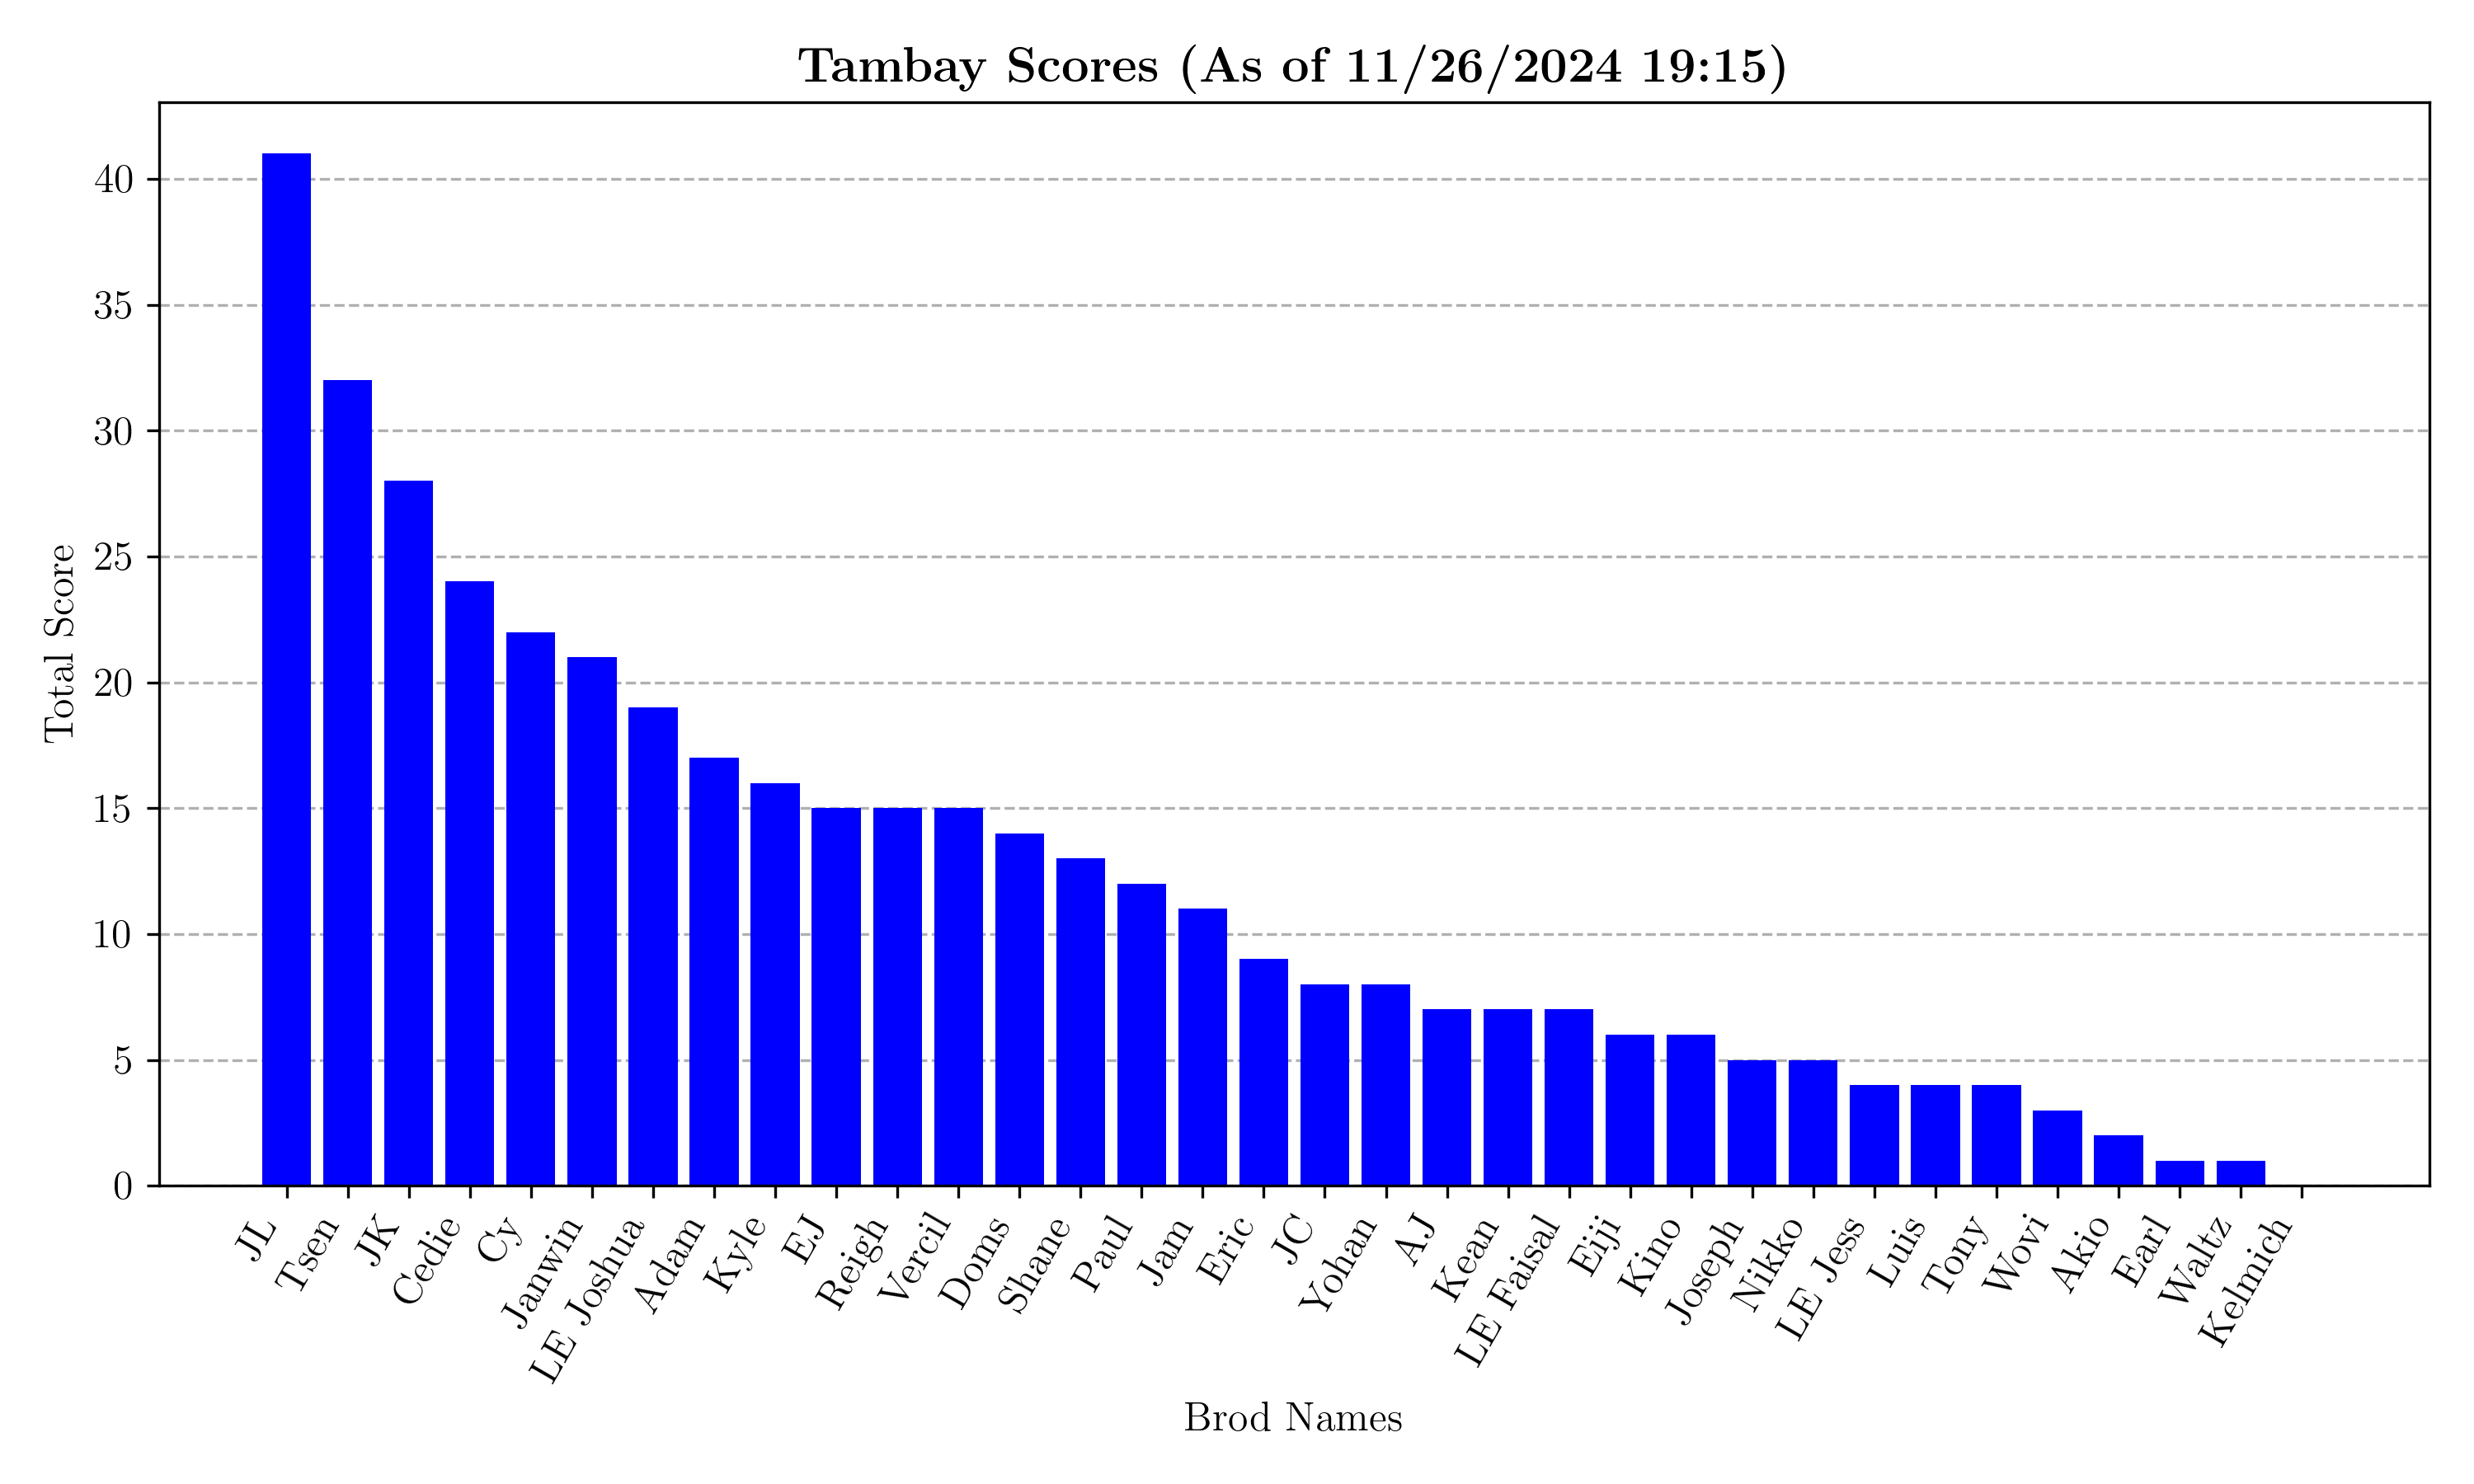 Tambay Scores (As of 11/26/2024 19:15)
Total Score
40
35
30
25
20
15
10
5
0
JL
Tsen
JK
Cedie
Cy
Janwin
LE Joshua
Adam
Kyle
EJ
Reigh
Vercil
Doms
Shane
Paul
Jam
Eric
JC
Yohan
AJ
Kean
LE Faisal
Eiji
Kino
Joseph
Nikko
LE Jess
Luis
Tony
Wovi
Akio
Earl
Waltz
Kelmich
Brod Names